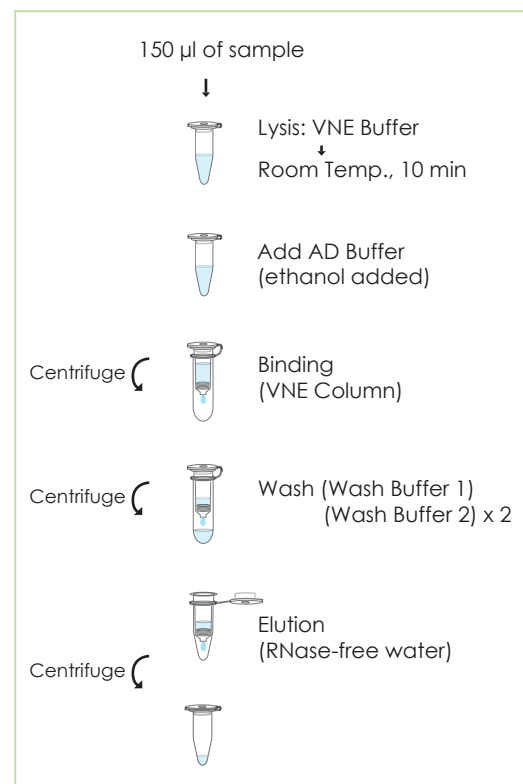 150 µl of sample
Lysis: VNE Buffer
Room Temp., 10 min
Add AD Buffer
(ethanol added)
Centrifuge
Binding
(VNE Column)
Centrifuge
Wash (Wash Buffer 1)
(Wash Buffer 2) x 2
Elution
(RNase-free water)
Centrifuge